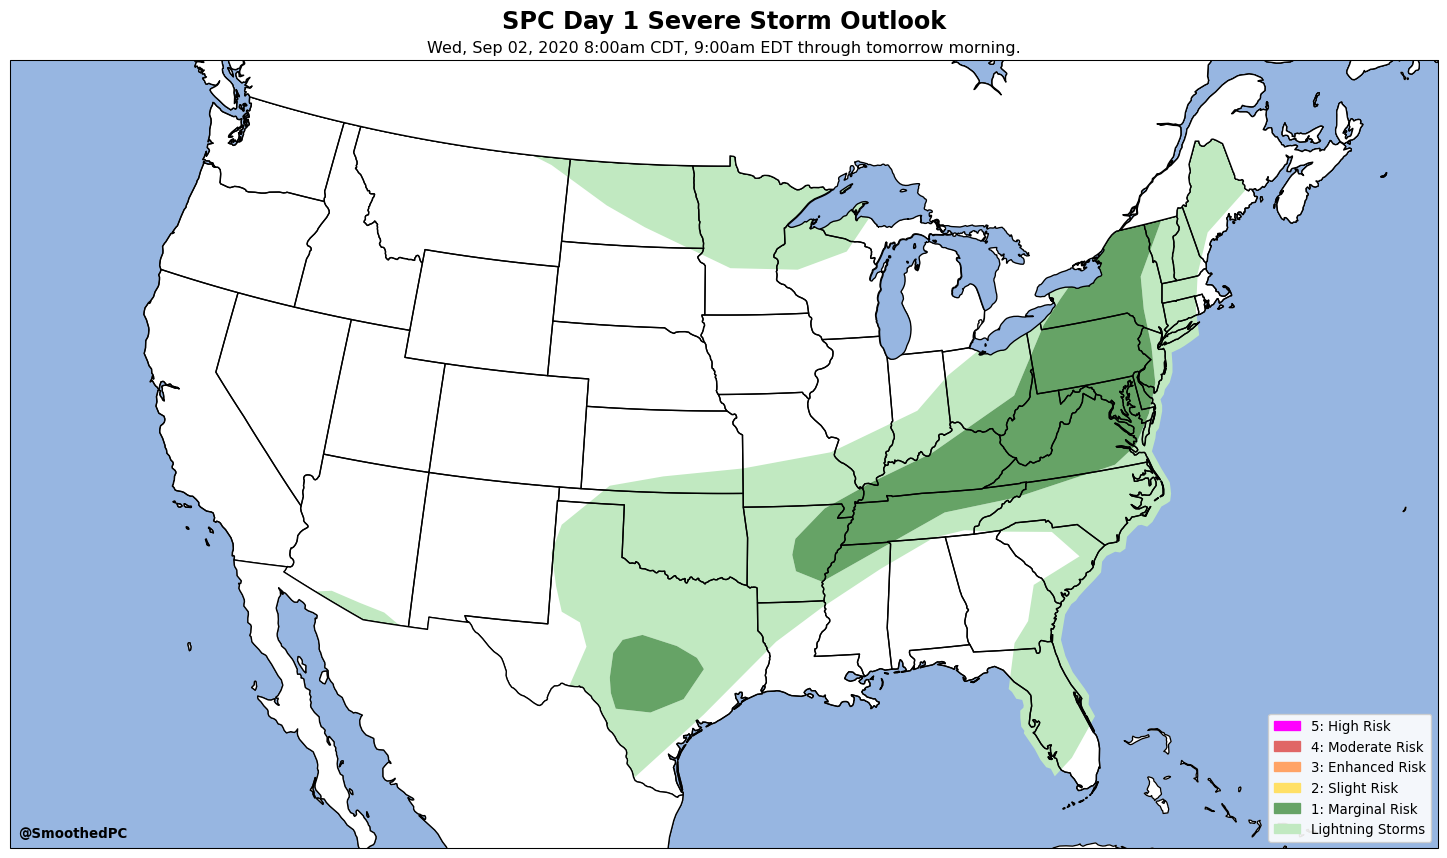 SPC Day 1 Severe Storm Outlook
Wed, Sep 02, 2020 8:00am CDT, 9:00am EDT through tomorrow morning.
5: High Risk
4: Moderate Risk
3: Enhanced Risk
2: Slight Risk
1: Marginal Risk
Lightning Storms
@SmoothedPC